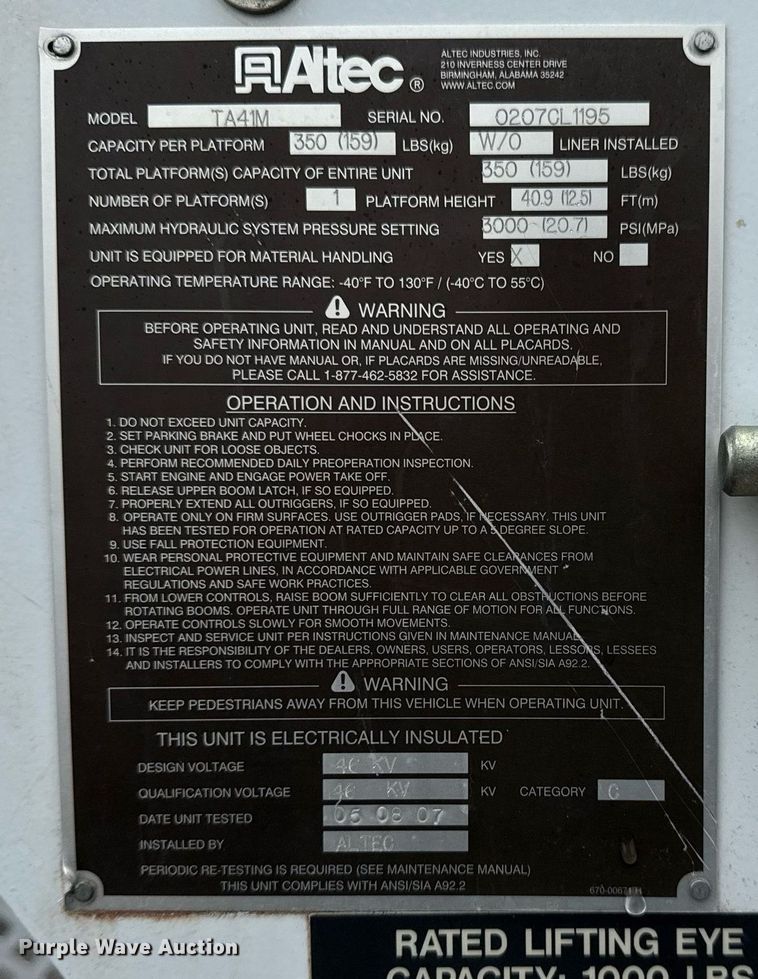 Altec ®
ALTEC INDUSTRIES, INC.
210 INVERNESS CENTER DRIVE
BIRMINGHAM, ALABAMA 35242
WWW.ALTEC.COM
MODEL TA41M SERIAL NO. 0207CL1195
CAPACITY PER PLATFORM 350 (159) LBS(kg) W/O LINER INSTALLED
TOTAL PLATFORM(S) CAPACITY OF ENTIRE UNIT 350 (159) LBS(kg)
NUMBER OF PLATFORM(S) 1 PLATFORM HEIGHT 40.9 (12.5) FT(m)
MAXIMUM HYDRAULIC SYSTEM PRESSURE SETTING 3000 (20.7) PSI(MPa)
UNIT IS EQUIPPED FOR MATERIAL HANDLING YES X NO
OPERATING TEMPERATURE RANGE: -40°F TO 130°F / (-40°C TO 55°C)
WARNING
BEFORE OPERATING UNIT, READ AND UNDERSTAND ALL OPERATING AND
SAFETY INFORMATION IN MANUAL AND ON ALL PLACARDS.
IF YOU DO NOT HAVE MANUAL OR, IF PLACARDS ARE MISSING/UNREADABLE,
PLEASE CALL 1-877-462-5832 FOR ASSISTANCE.
OPERATION AND INSTRUCTIONS
1. DO NOT EXCEED UNIT CAPACITY.
2. SET PARKING BRAKE AND PUT WHEEL CHOCKS IN PLACE.
3. CHECK UNIT FOR LOOSE OBJECTS.
4. PERFORM RECOMMENDED DAILY PREOPERATION INSPECTION.
5. START ENGINE AND ENGAGE POWER TAKE OFF.
6. RELEASE UPPER BOOM LATCH, IF SO EQUIPPED.
7. PROPERLY EXTEND ALL OUTRIGGERS, IF SO EQUIPPED.
8. OPERATE ONLY ON FIRM SURFACES. USE OUTRIGGER PADS, IF NECESSARY. THIS UNIT
HAS BEEN TESTED FOR OPERATION AT RATED CAPACITY UP TO A 5 DEGREE SLOPE.
9. USE FALL PROTECTION EQUIPMENT.
10. WEAR PERSONAL PROTECTIVE EQUIPMENT AND MAINTAIN SAFE CLEARANCES FROM
ELECTRICAL POWER LINES, IN ACCORDANCE WITH APPLICABLE GOVERNMENT
REGULATIONS AND SAFE WORK PRACTICES.
11. FROM LOWER CONTROLS, RAISE BOOM SUFFICIENTLY TO CLEAR ALL OBSTRUCTIONS BEFORE
ROTATING BOOMS. OPERATE UNIT THROUGH FULL RANGE OF MOTION FOR ALL FUNCTIONS.
12. OPERATE CONTROLS SLOWLY FOR SMOOTH MOVEMENTS.
13. INSPECT AND SERVICE UNIT PER INSTRUCTIONS GIVEN IN MAINTENANCE MANUAL.
14. IT IS THE RESPONSIBILITY OF THE DEALERS, OWNERS, USERS, OPERATORS, LESSORS, LESSEES
AND INSTALLERS TO COMPLY WITH THE APPROPRIATE SECTIONS OF ANSI/SIA A92.2.
WARNING
KEEP PEDESTRIANS AWAY FROM THIS VEHICLE WHEN OPERATING UNIT.
THIS UNIT IS ELECTRICALLY INSULATED
DESIGN VOLTAGE 46 KV KV
QUALIFICATION VOLTAGE 46 KV KV CATEGORY C
DATE UNIT TESTED 05 08 07
INSTALLED BY ALTEC
PERIODIC RE-TESTING IS REQUIRED (SEE MAINTENANCE MANUAL)
THIS UNIT COMPLIES WITH ANSI/SIA A92.2
RATED LIFTING EYE
CAPACITY: 1000 LBS
Purple Wave Auction